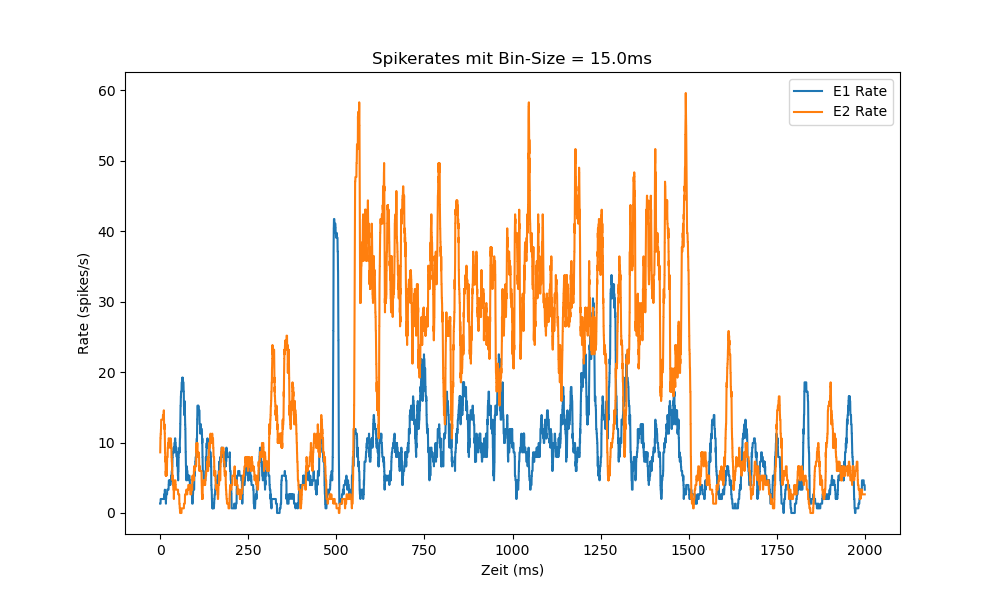 Spikerates mit Bin-Size = 15.0ms
E1 Rate
E2 Rate
60
50
40
30
20
10
0
Rate (spikes/s)
0 250 500 750 1000 1250 1500 1750 2000
Zeit (ms)